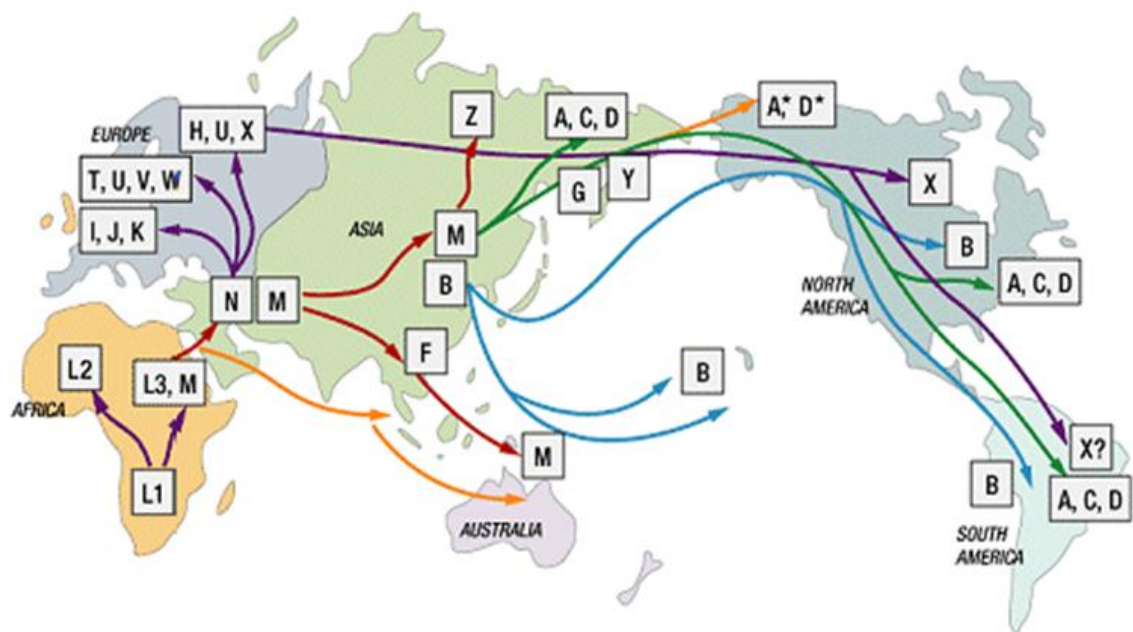 Z
A, C, D
A,* D*
EUROPE
H, U, X
T, U, V, W
G
Y
X
I, J, K
ASIA
M
B
B
N
M
NORTH
AMERICA
A, C, D
F
L2
L3, M
B
AFRICA
M
X?
L1
B
A, C, D
AUSTRALIA
SOUTH
AMERICA